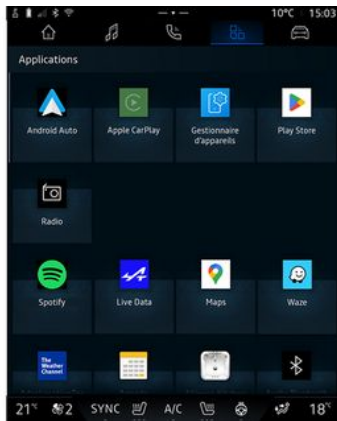 10°C 15:03
Applications
Android Auto
Apple CarPlay
Gestionnaire
d'appareils
Play Store
Radio
Spotify
Live Data
Maps
Waze
The
Weather
Channel
21°C 2 SYNC A/C 18°C